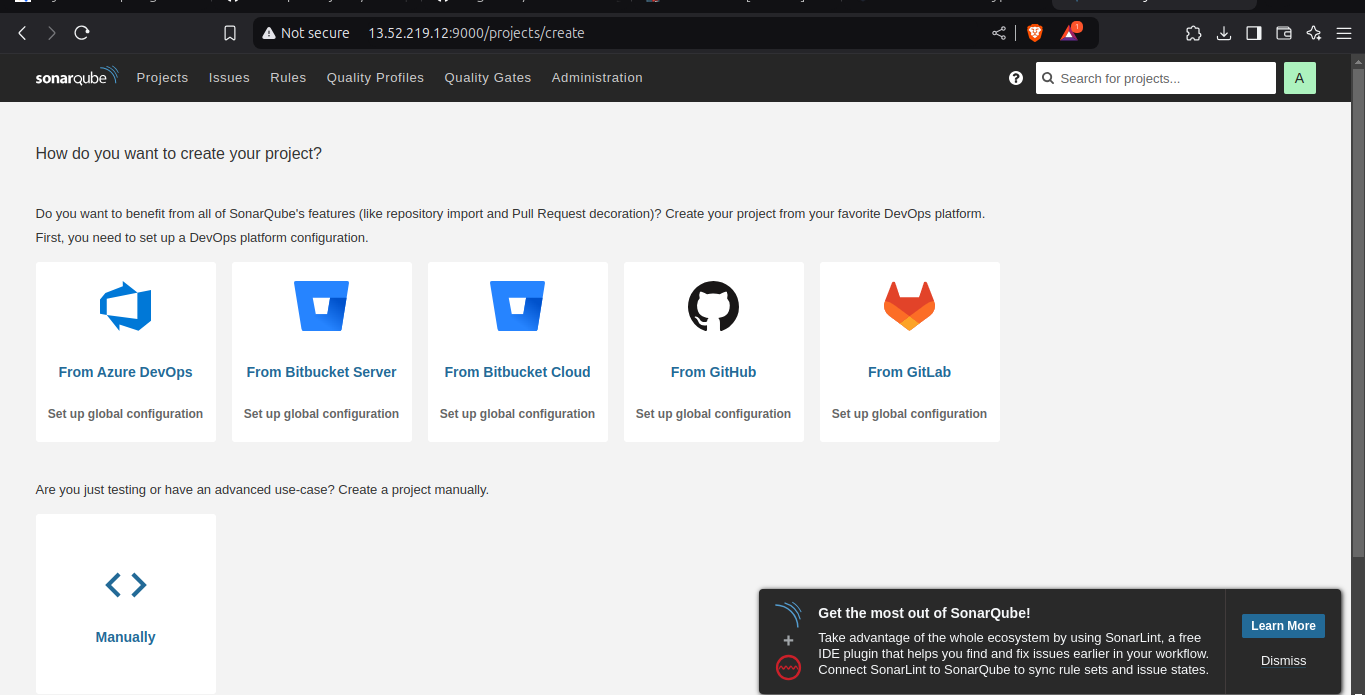 Not secure 13.52.219.12:9000/projects/create 1
sonarqube Projects Issues Rules Quality Profiles Quality Gates Administration ? Search for projects... A
How do you want to create your project?
Do you want to benefit from all of SonarQube's features (like repository import and Pull Request decoration)? Create your project from your favorite DevOps platform.
First, you need to set up a DevOps platform configuration.
From Azure DevOps From Bitbucket Server From Bitbucket Cloud From GitHub From GitLab
Set up global configuration Set up global configuration Set up global configuration Set up global configuration Set up global configuration
Are you just testing or have an advanced use-case? Create a project manually.
Manually
Get the most out of SonarQube!
Take advantage of the whole ecosystem by using SonarLint, a free
IDE plugin that helps you find and fix issues earlier in your workflow.
Connect SonarLint to SonarQube to sync rule sets and issue states.
Learn More
Dismiss